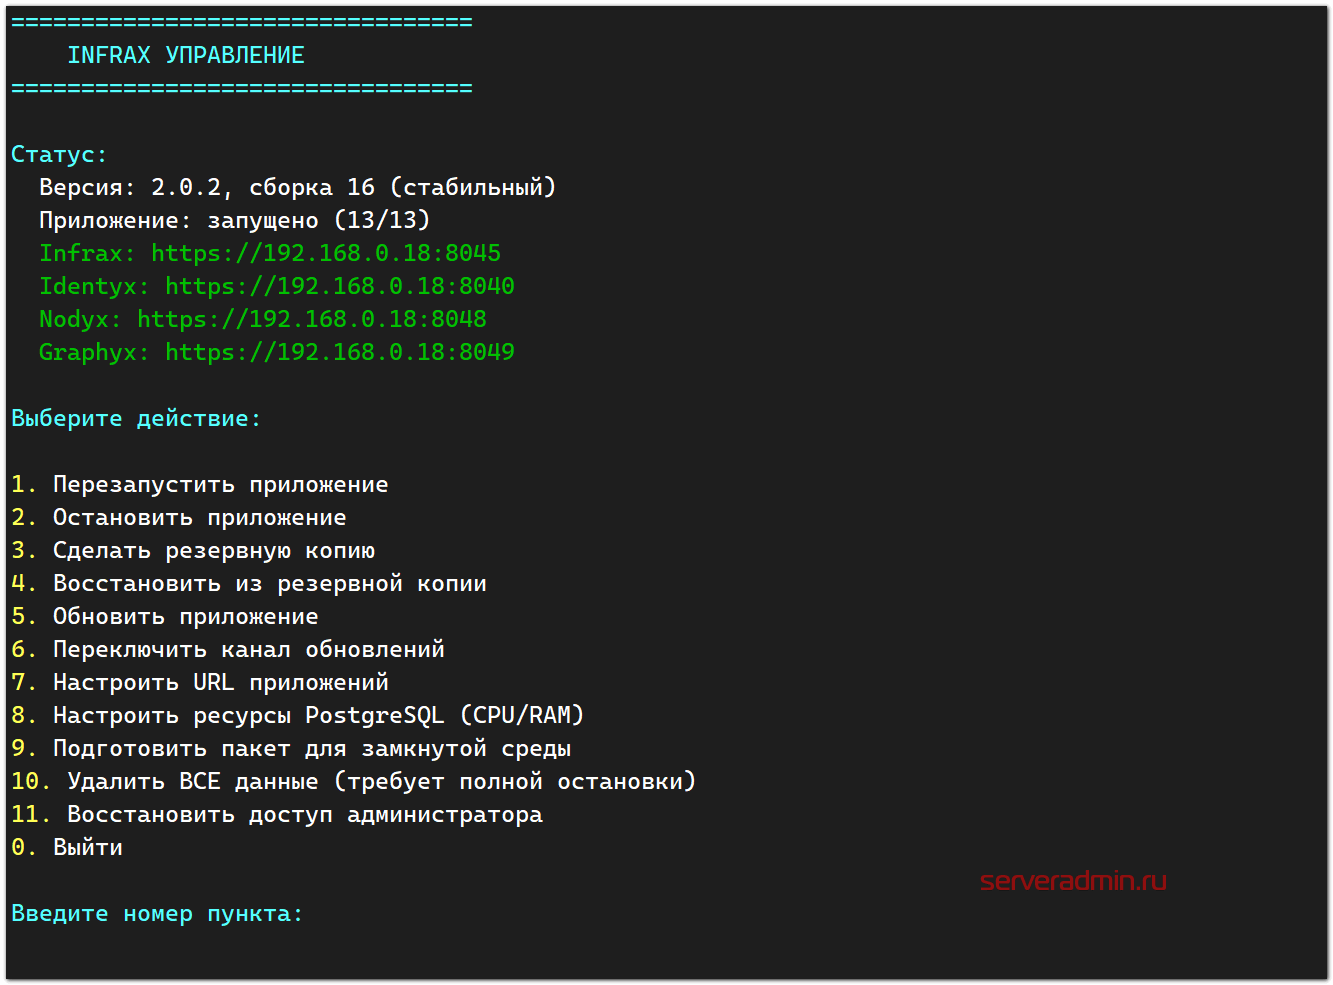 =================================
INFRAX УПРАВЛЕНИЕ
=================================
Статус:
Версия: 2.0.2, сборка 16 (стабильный)
Приложение: запущено (13/13)
Infrax: https://192.168.0.18:8045
Identyx: https://192.168.0.18:8040
Nodyx: https://192.168.0.18:8048
Graphyx: https://192.168.0.18:8049
Выберите действие:
1. Перезапустить приложение
2. Остановить приложение
3. Сделать резервную копию
4. Восстановить из резервной копии
5. Обновить приложение
6. Переключить канал обновлений
7. Настроить URL приложений
8. Настроить ресурсы PostgreSQL (CPU/RAM)
9. Подготовить пакет для замкнутой среды
10. Удалить ВСЕ данные (требует полной остановки)
11. Восстановить доступ администратора
0. Выйти
serveradmin.ru
Введите номер пункта: